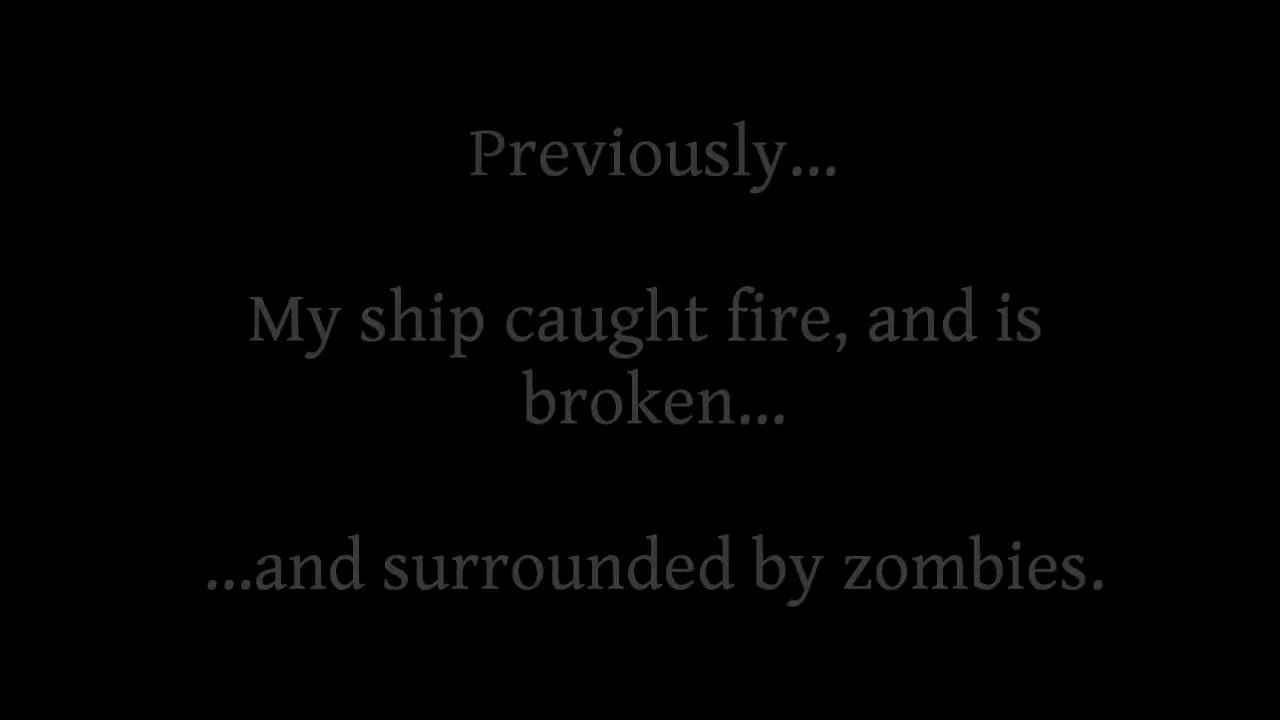 Previously...
My ship caught fire, and is
broken...
...and surrounded by zombies.